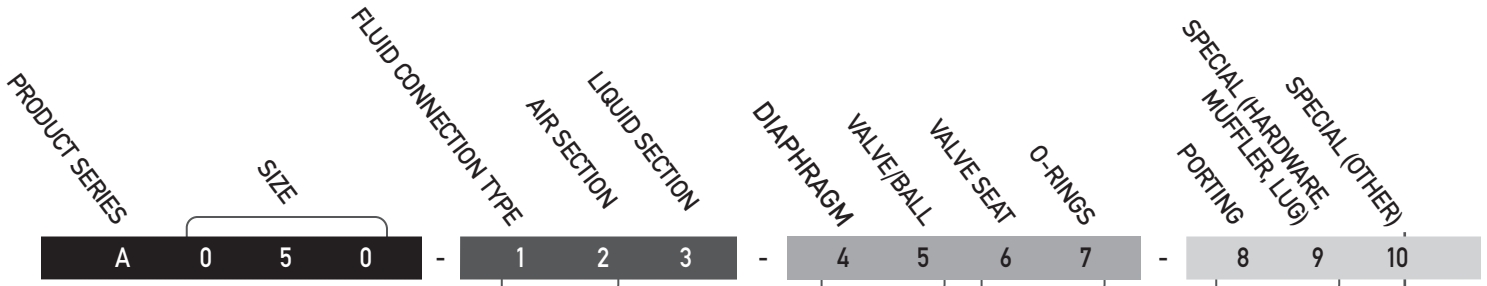 PRODUCT SERIES
SIZE
FLUID CONNECTION TYPE
AIR SECTION
LIQUID SECTION
DIAPHRAGM
VALVE/BALL
VALVE SEAT
O-RINGS
PORTING
SPECIAL (HARDWARE,
MUFFLER, LUG)
SPECIAL (OTHER)
A 0 5 0 - 1 2 3 - 4 5 6 7 - 8 9 10